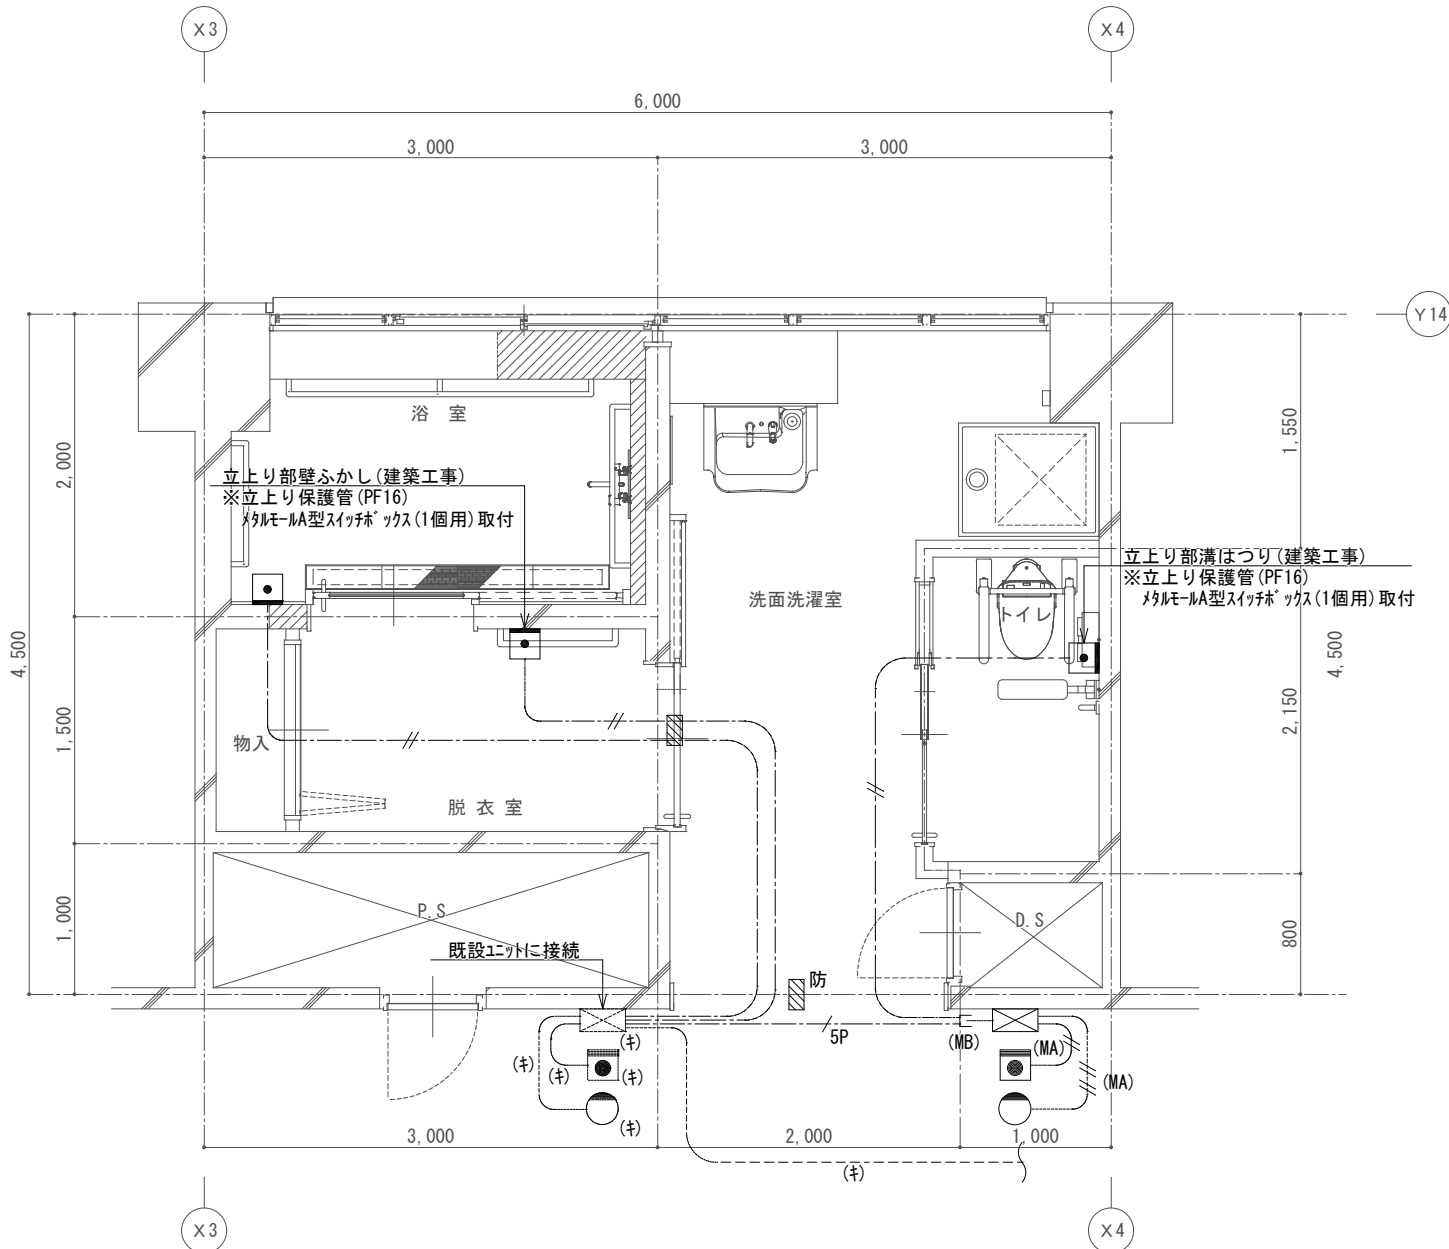 X3
X4
6,000
3,000
3,000
Y14
浴 室
2,000
1,550
立上り部壁ふかし(建築工事)
※立上り保護管(PF16)
ﾒﾀﾙﾓｰﾙA型ｽｲｯﾁﾎﾞｯｸｽ(1個用)取付
立上り部溝はつり(建築工事)
※立上り保護管(PF16)
ﾒﾀﾙﾓｰﾙA型ｽｲｯﾁﾎﾞｯｸｽ(1個用)取付
洗面洗濯室
トイレ
4,500
4,500
2,150
1,500
物入
脱 衣 室
1,000
P.S
D.S
800
既設ﾕﾆｯﾄに接続
防
5P
(キ)
(MB)
(MA)
(キ)
(キ)
(キ)
(MA)
(キ)
3,000
2,000
1,000
(キ)
X3
X4